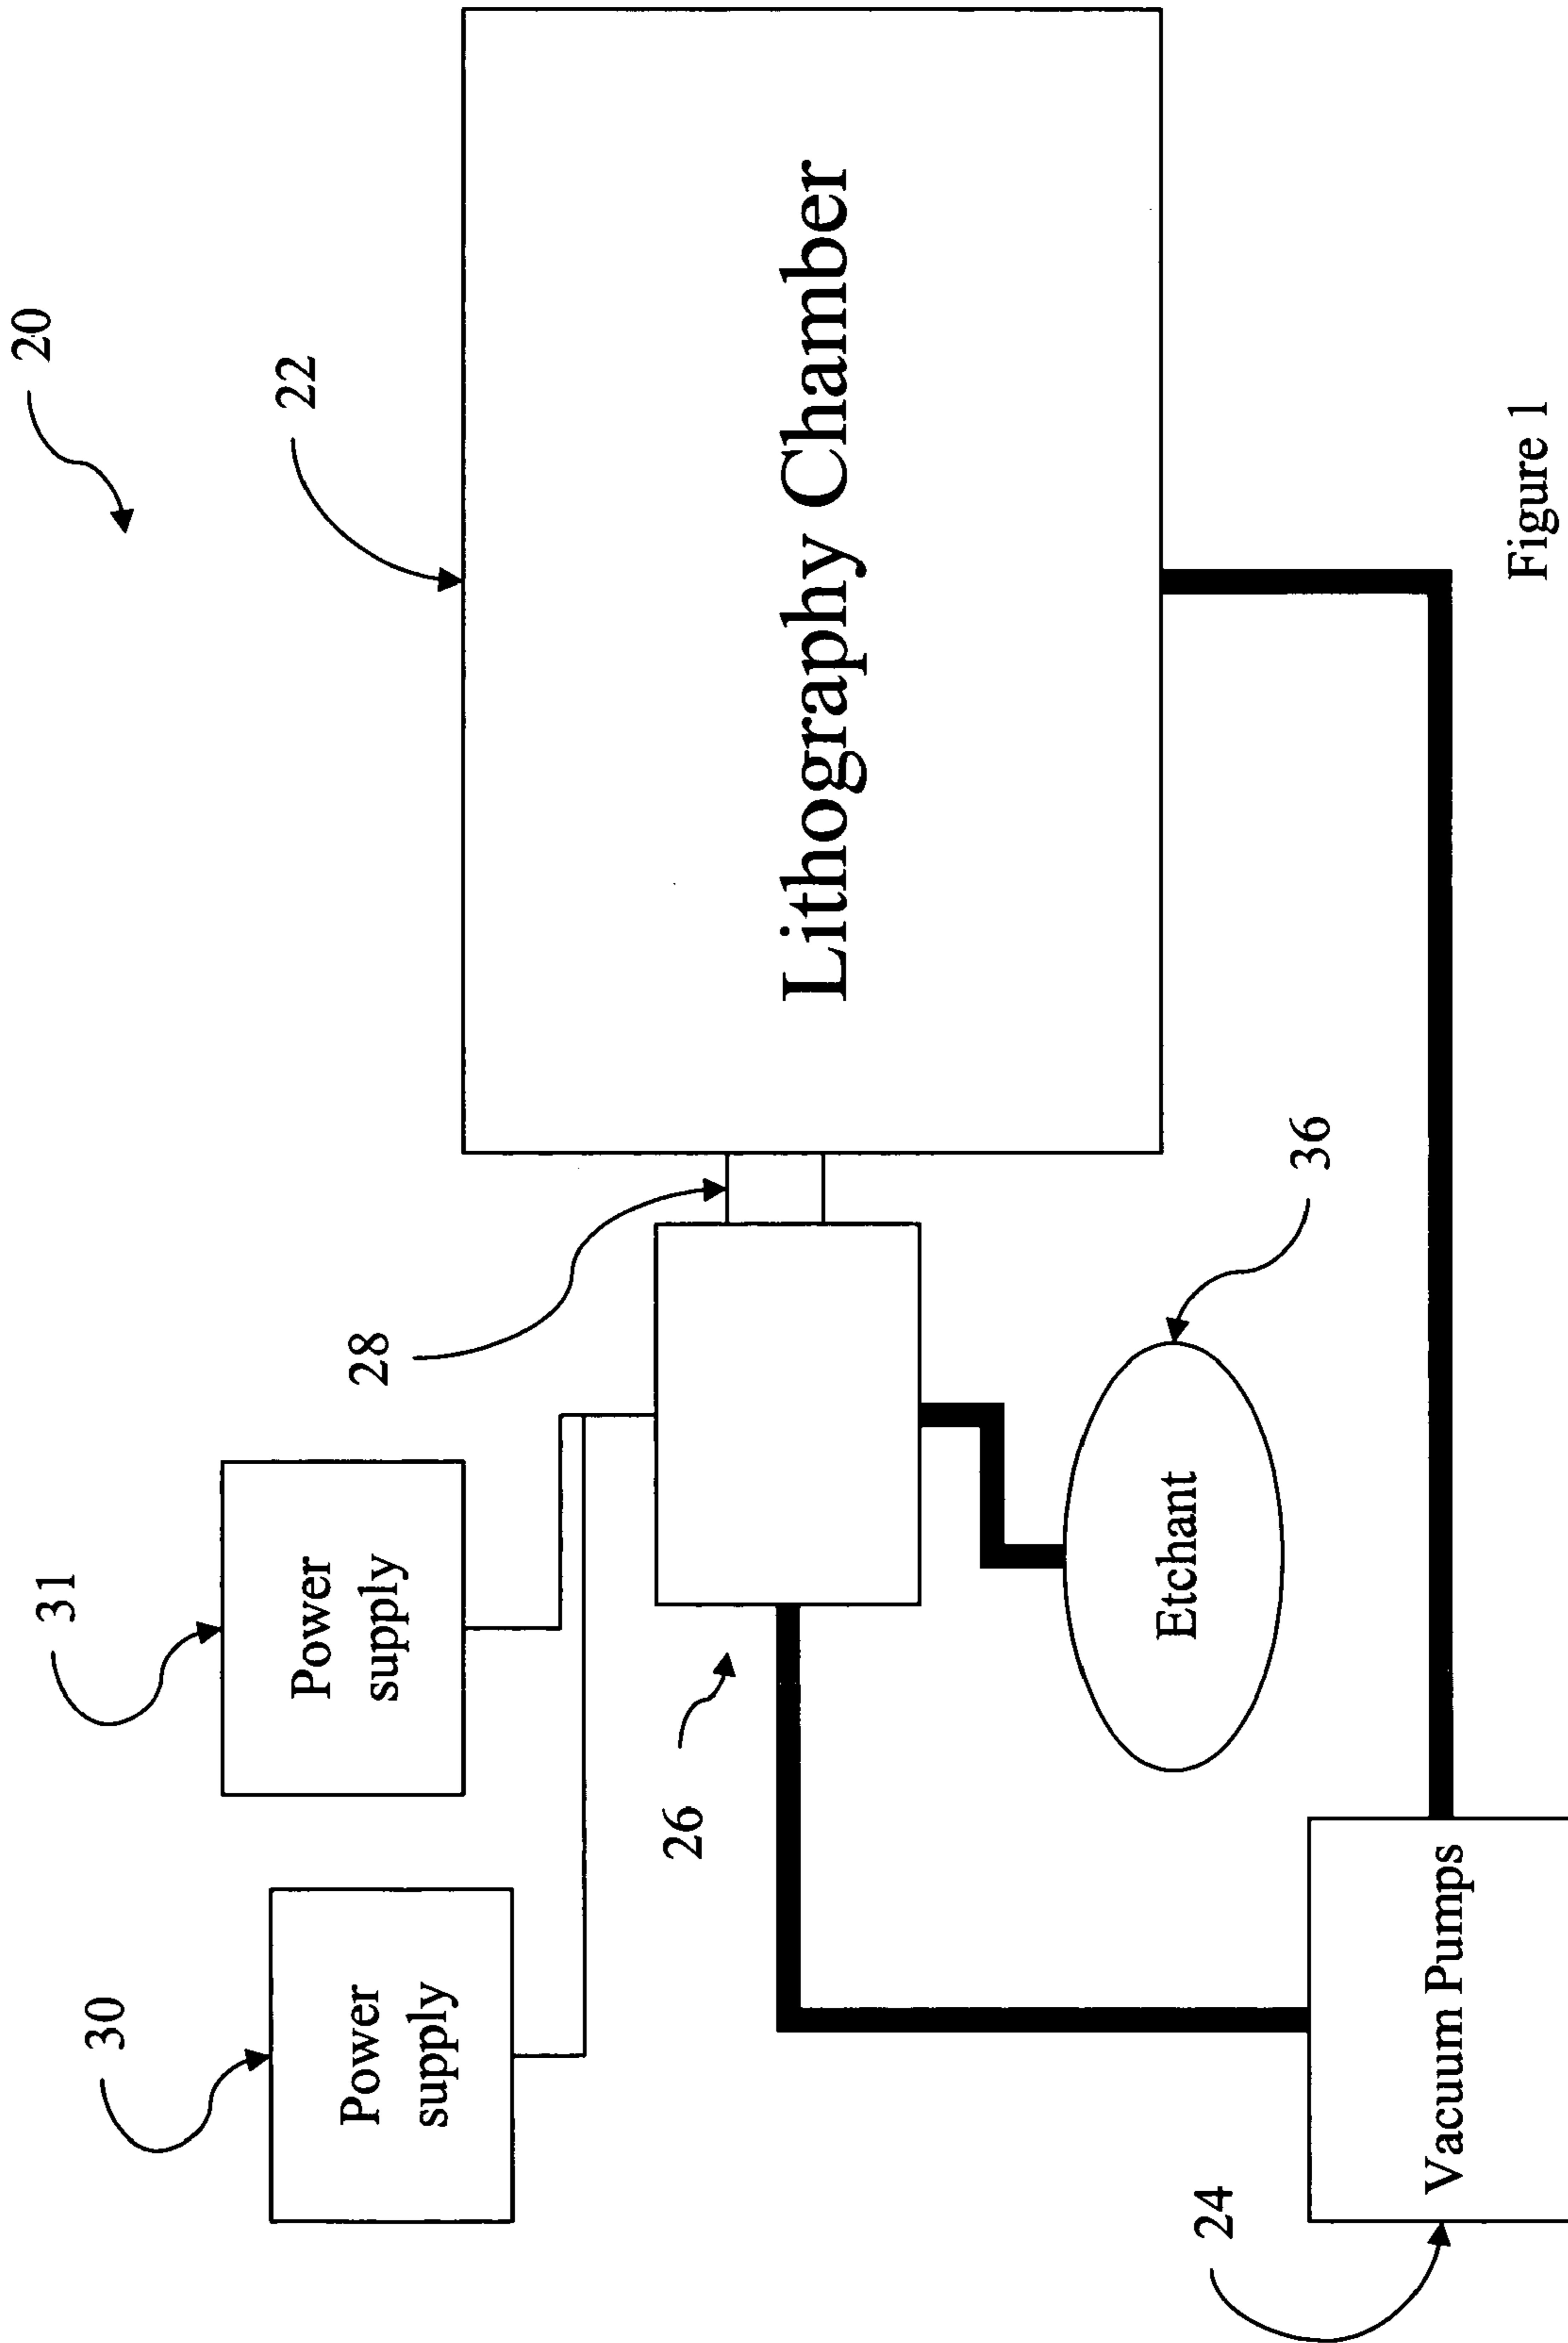 20
22
Lithography Chamber
28
31
Power
supply
30
Power
supply
26
36
Etchant
24
Vacuum Pumps
Figure 1